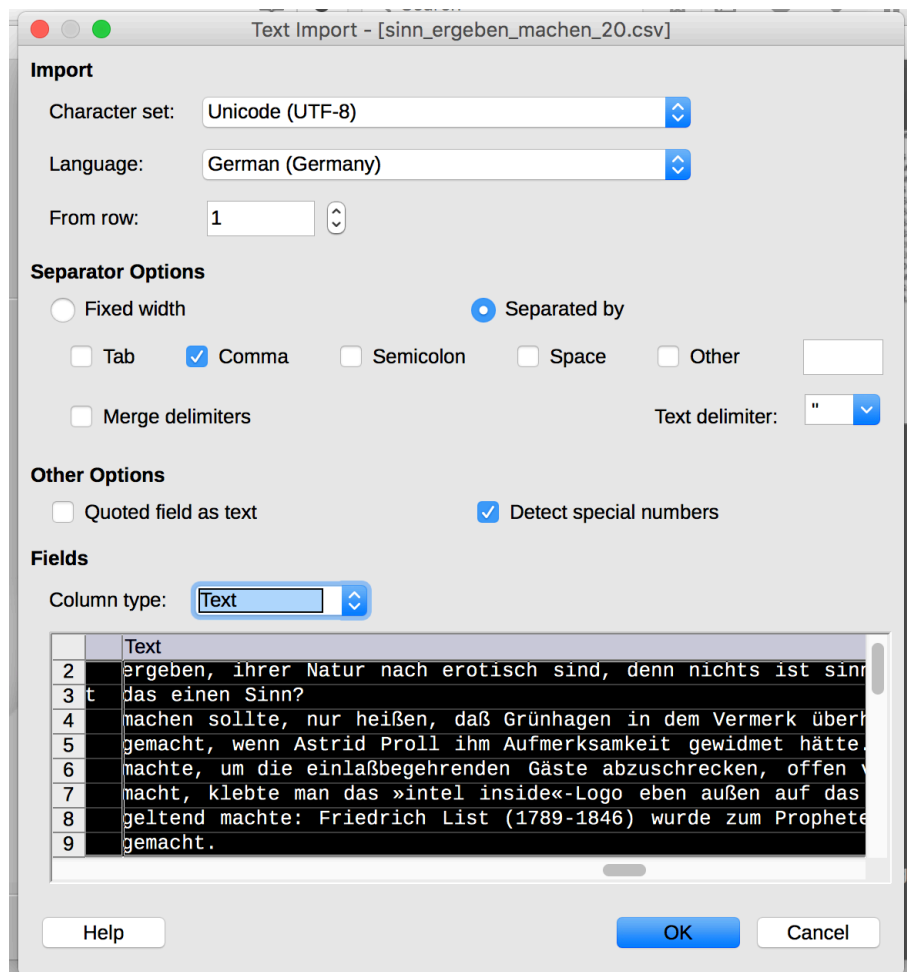 Text Import - [sinn_ergeben_machen_20.csv]
Import
Character set: Unicode (UTF-8)
Language: German (Germany)
From row: 1
Separator Options
Fixed width Separated by
Tab Comma Semicolon Space Other
Merge delimiters Text delimiter: "
Other Options
Quoted field as text Detect special numbers
Fields
Column type: Text
Text
2 ergeben, ihrer Natur nach erotisch sind, denn nichts ist sinn
3 t das einen Sinn?
4 machen sollte, nur heißen, daß Grünhagen in dem Vermerk überh
5 gemacht, wenn Astrid Proll ihm Aufmerksamkeit gewidmet hätte.
6 machte, um die einlaßbegehrenden Gäste abzuschrecken, offen
7 macht, klebte man das »intel inside«-Logo eben außen auf das
8 geltend machte: Friedrich List (1789-1846) wurde zum Prophete
9 gemacht.
Help OK Cancel